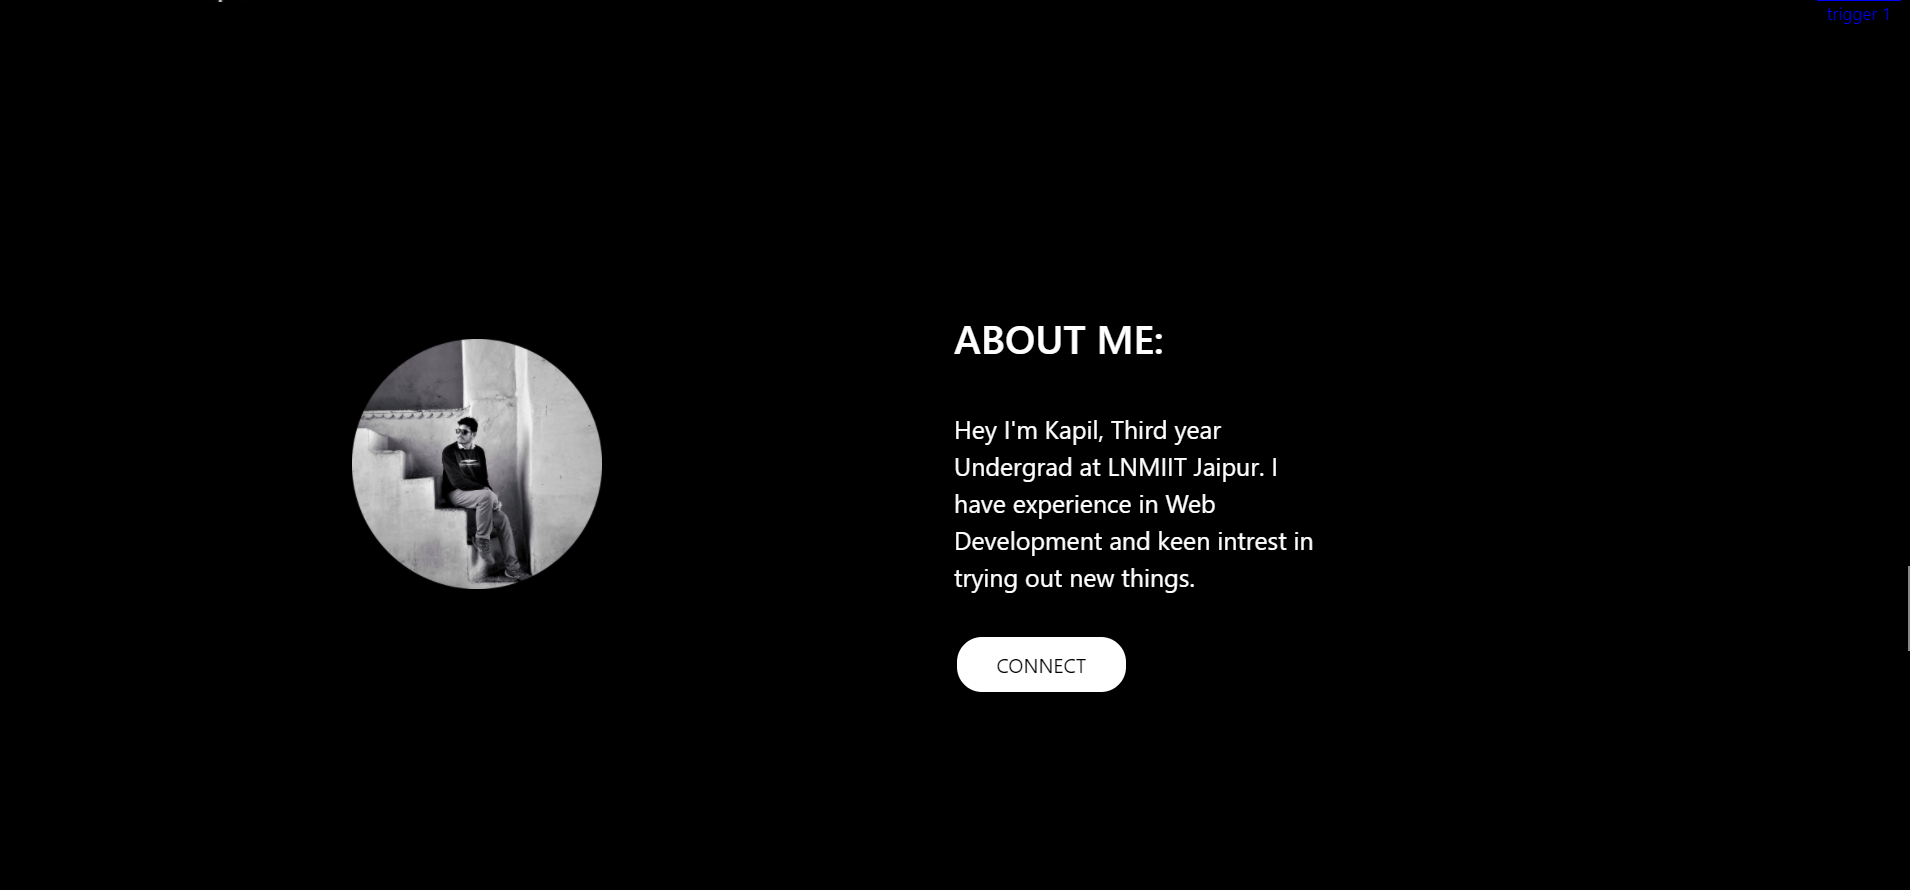 trigger 1
ABOUT ME:
Hey I'm Kapil, Third year
Undergrad at LNMIIT Jaipur. I
have experience in Web
Development and keen intrest in
trying out new things.
CONNECT